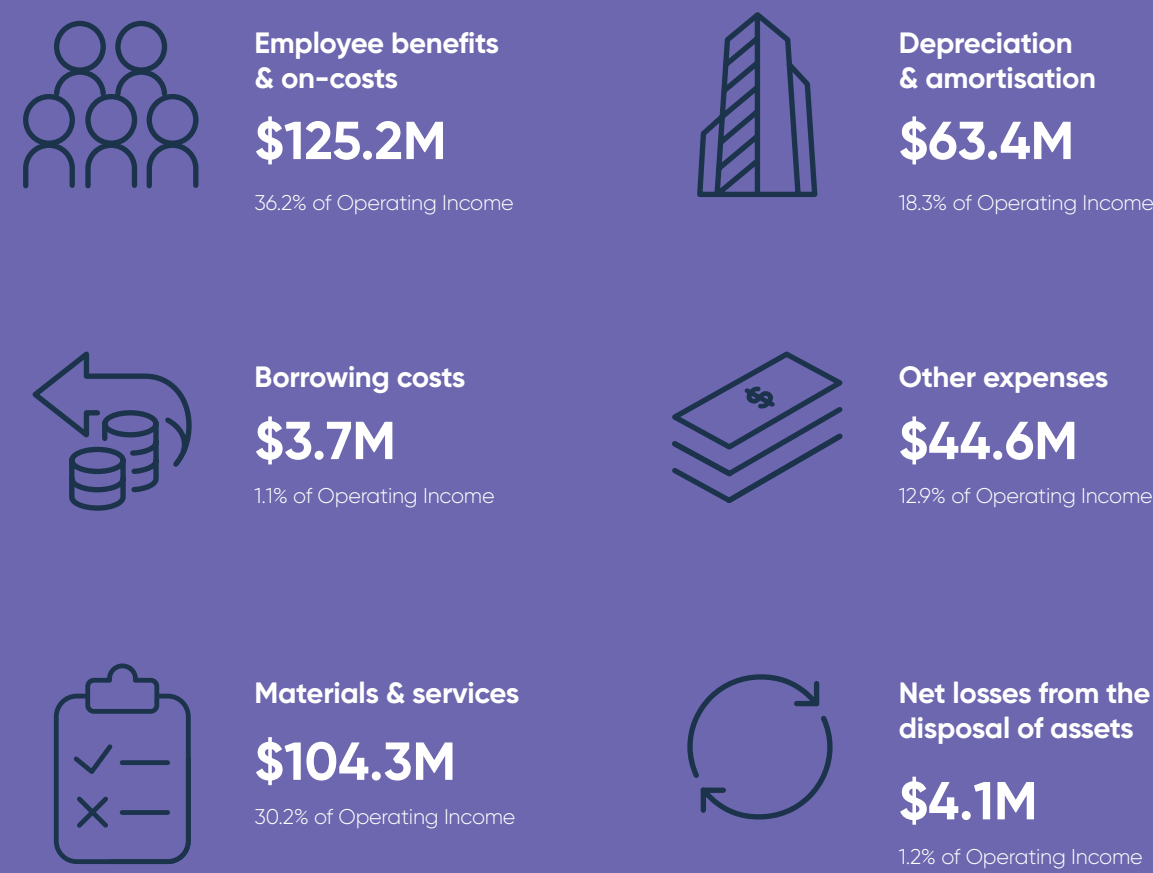 Employee benefits
& on-costs
$125.2M
36.2% of Operating Income
Depreciation
& amortisation
$63.4M
18.3% of Operating Income
Borrowing costs
$3.7M
1.1% of Operating Income
$
Other expenses
$44.6M
12.9% of Operating Income
Materials & services
$104.3M
30.2% of Operating Income
Net losses from the
disposal of assets
$4.1M
1.2% of Operating Income